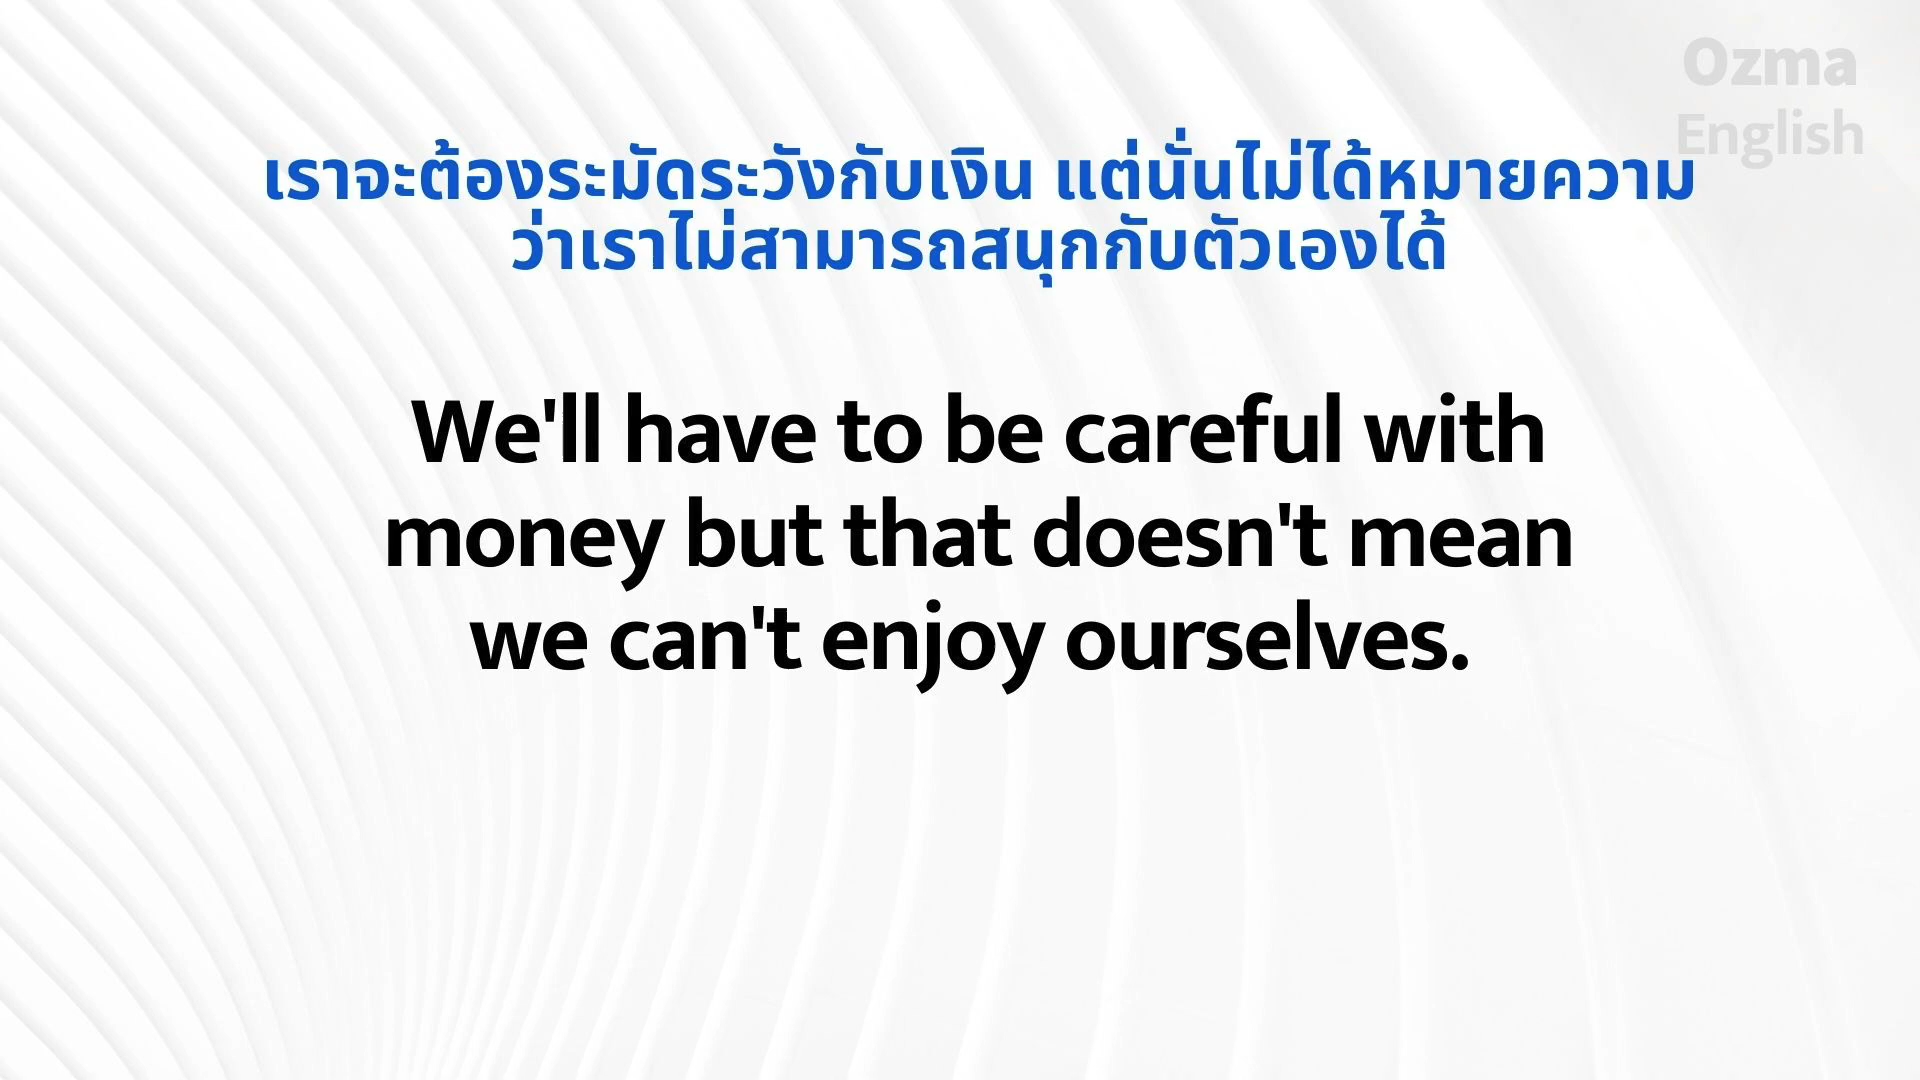 Ozma
English
เราจะต้องระมัดระวังกับเงิน แต่นั่นไม่ได้หมายความ
ว่าเราไม่สามารถสนุกกับตัวเองได้
We'll have to be careful with
money but that doesn't mean
we can't enjoy ourselves.